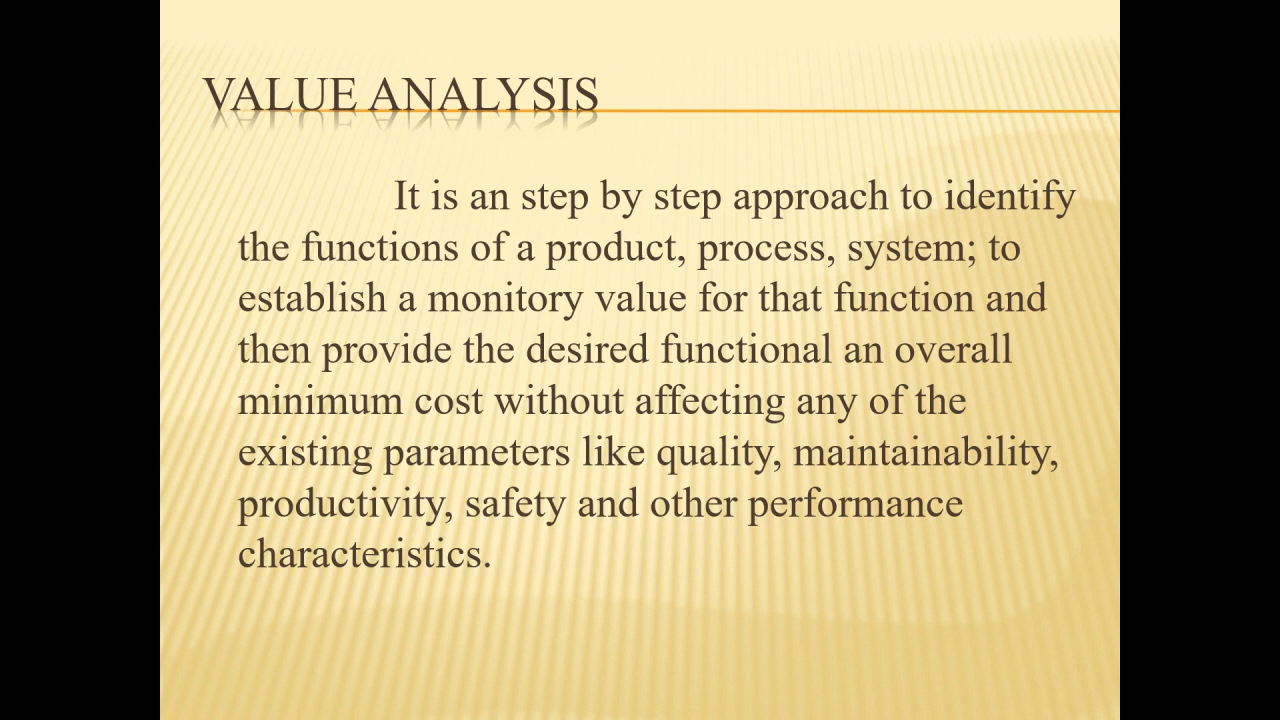 VALUE ANALYSIS
It is an step by step approach to identify
the functions of a product, process, system; to
establish a monitory value for that function and
then provide the desired functional an overall
minimum cost without affecting any of the
existing parameters like quality, maintainability,
productivity, safety and other performance
characteristics.